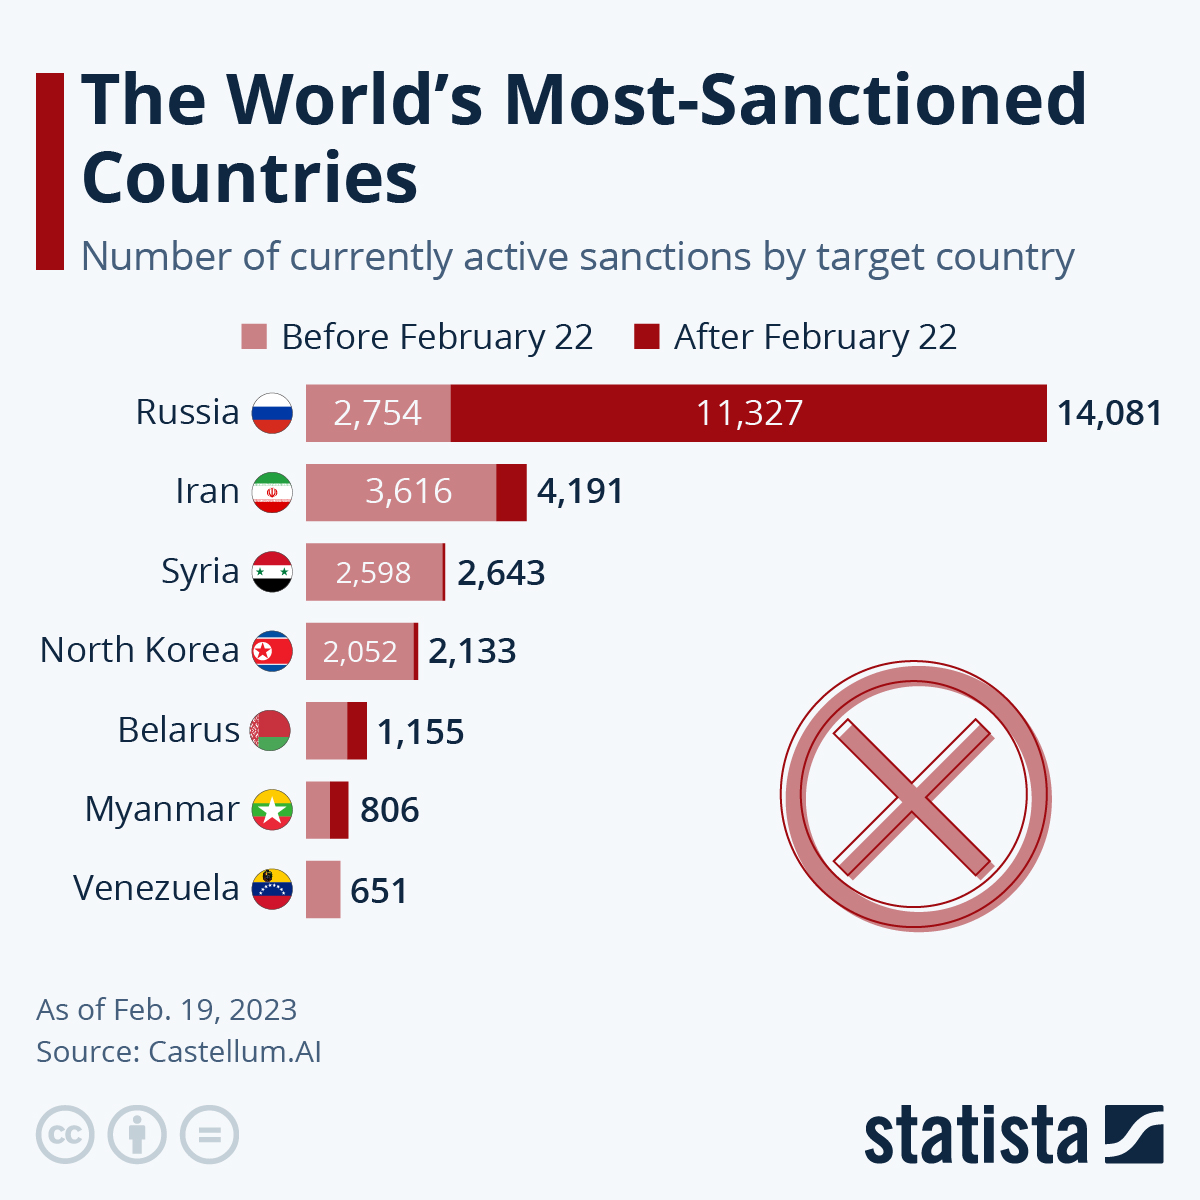 The World’s Most-Sanctioned
Countries
Number of currently active sanctions by target country
Before February 22 After February 22
Russia 2,754 11,327 14,081
Iran 3,616 4,191
Syria 2,598 2,643
North Korea 2,052 2,133
Belarus 1,155
Myanmar 806
Venezuela 651
As of Feb. 19, 2023
Source: Castellum.AI
cc
statista